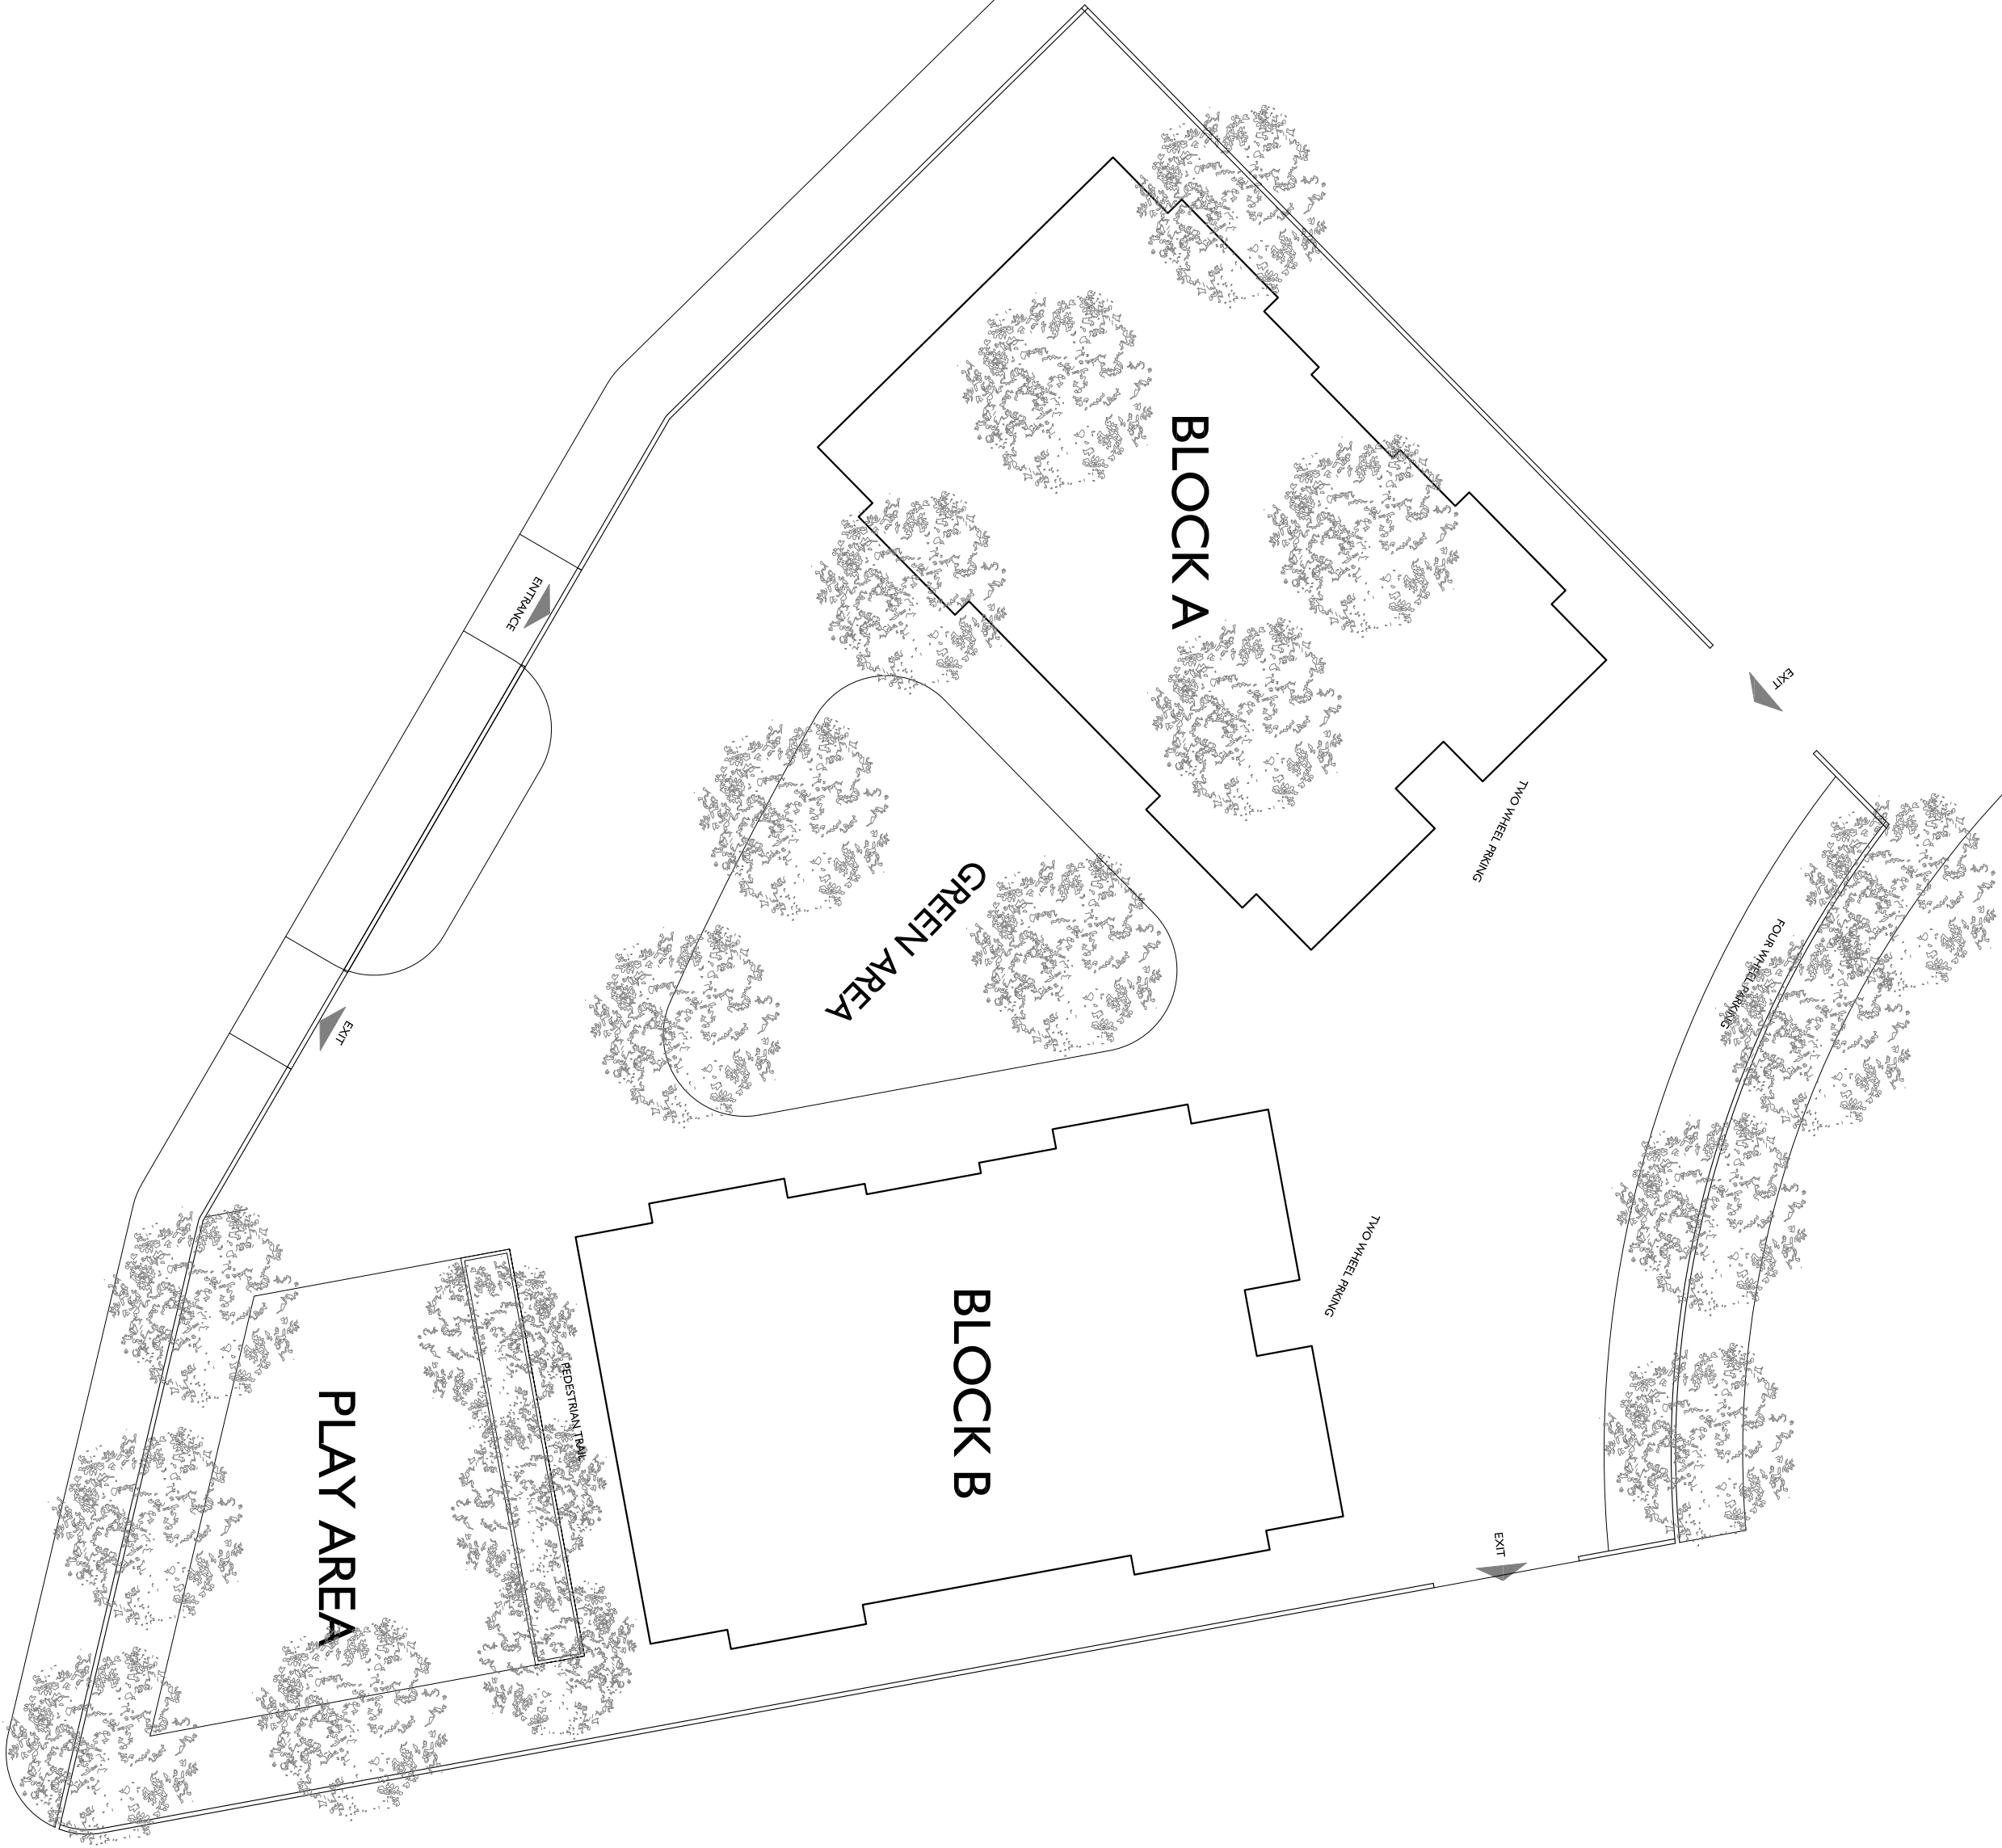 BLOCK A
ENTRANCE
EXIT
TWO WHEEL PRKING
GREEN AREA
FOUR WHEEL PARKING
EXIT
TWO WHEEL PRKING
BLOCK B
PEDESTRIAN TRAIL
PLAY AREA
EXIT